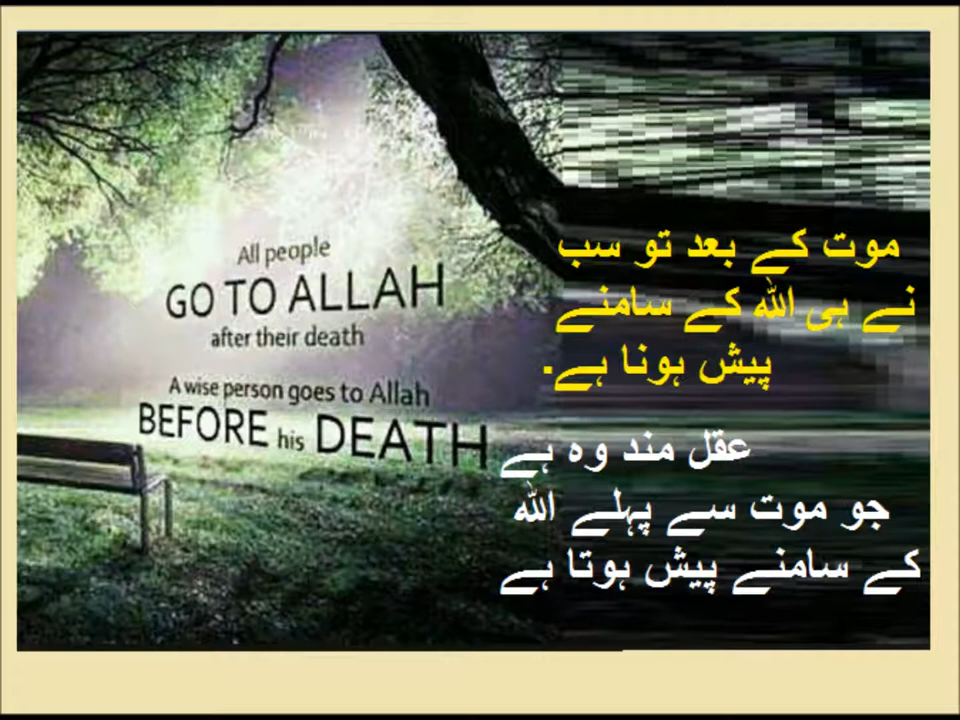 All people
GO TO ALLAH
after their death
A wise person goes to Allah
BEFORE his DEATH
موت کے بعد تو سب
نے ہی اللہ کے سامنے
پیش ہونا ہے۔
عقل مند وہ ہے
جو موت سے پہلے اللہ
کے سامنے پیش ہوتا ہے